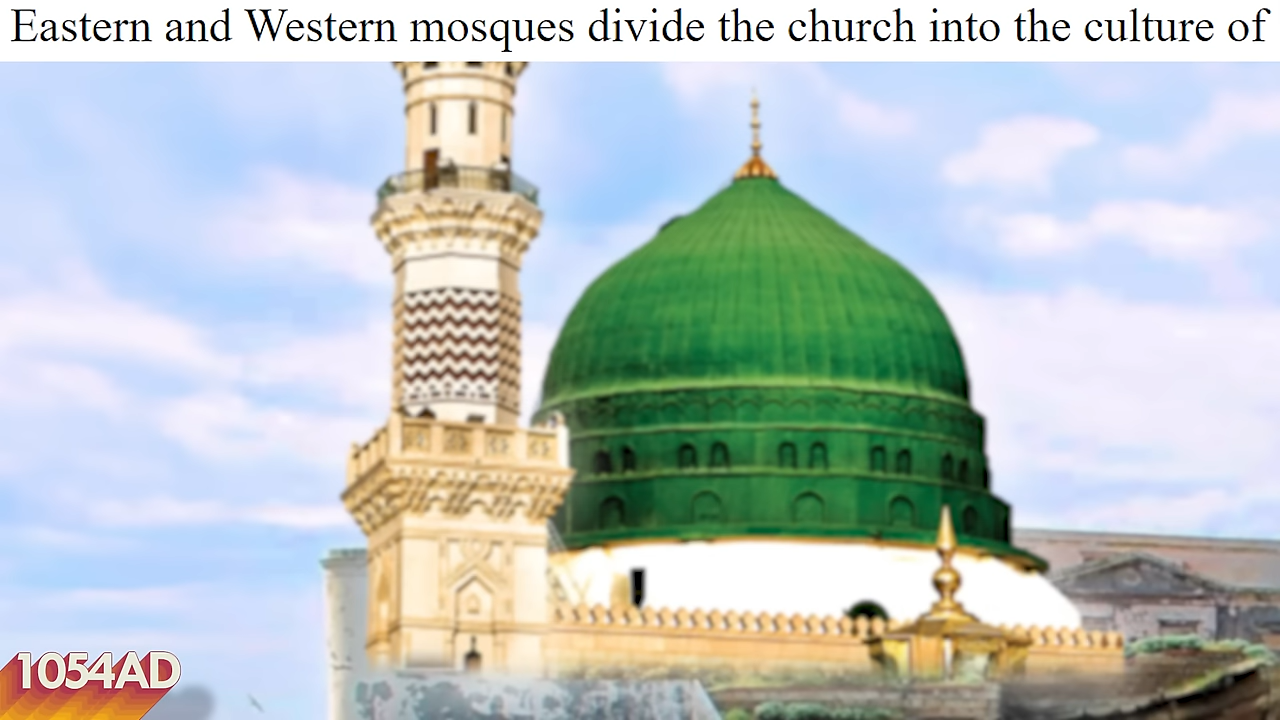 Eastern and Western mosques divide the church into the culture of
1054AD